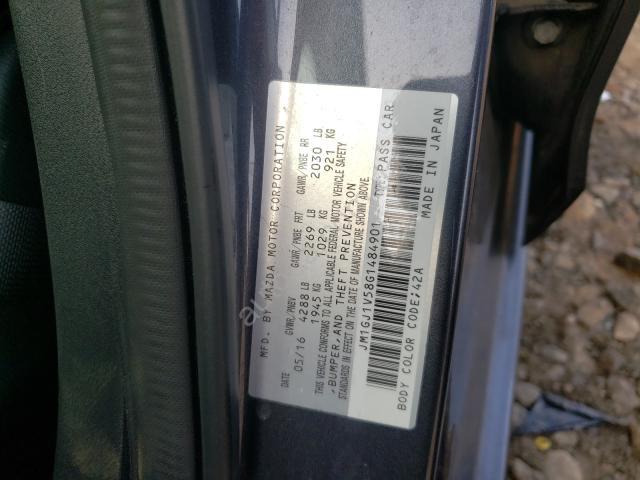 MFD. BY MAZDA MOTOR CORPORATION
DATE GVWR/PNBV GAWR/PNBE FRT GAWR/PNBE RR
05/16 4288 LB 2269 LB 2030 LB
1945 KG 1029 KG 921 KG
THIS VEHICLE CONFORMS TO ALL APPLICABLE FEDERAL MOTOR VEHICLE SAFETY
,BUMPER,AND THEFT PREVENTION
STANDARDS IN EFFECT ON THE DATE OF MANUFACTURE SHOWN ABOVE.
JM1GJ1V58G1484901 PASS CAR
BODY COLOR CODE:42A MADE IN JAPAN